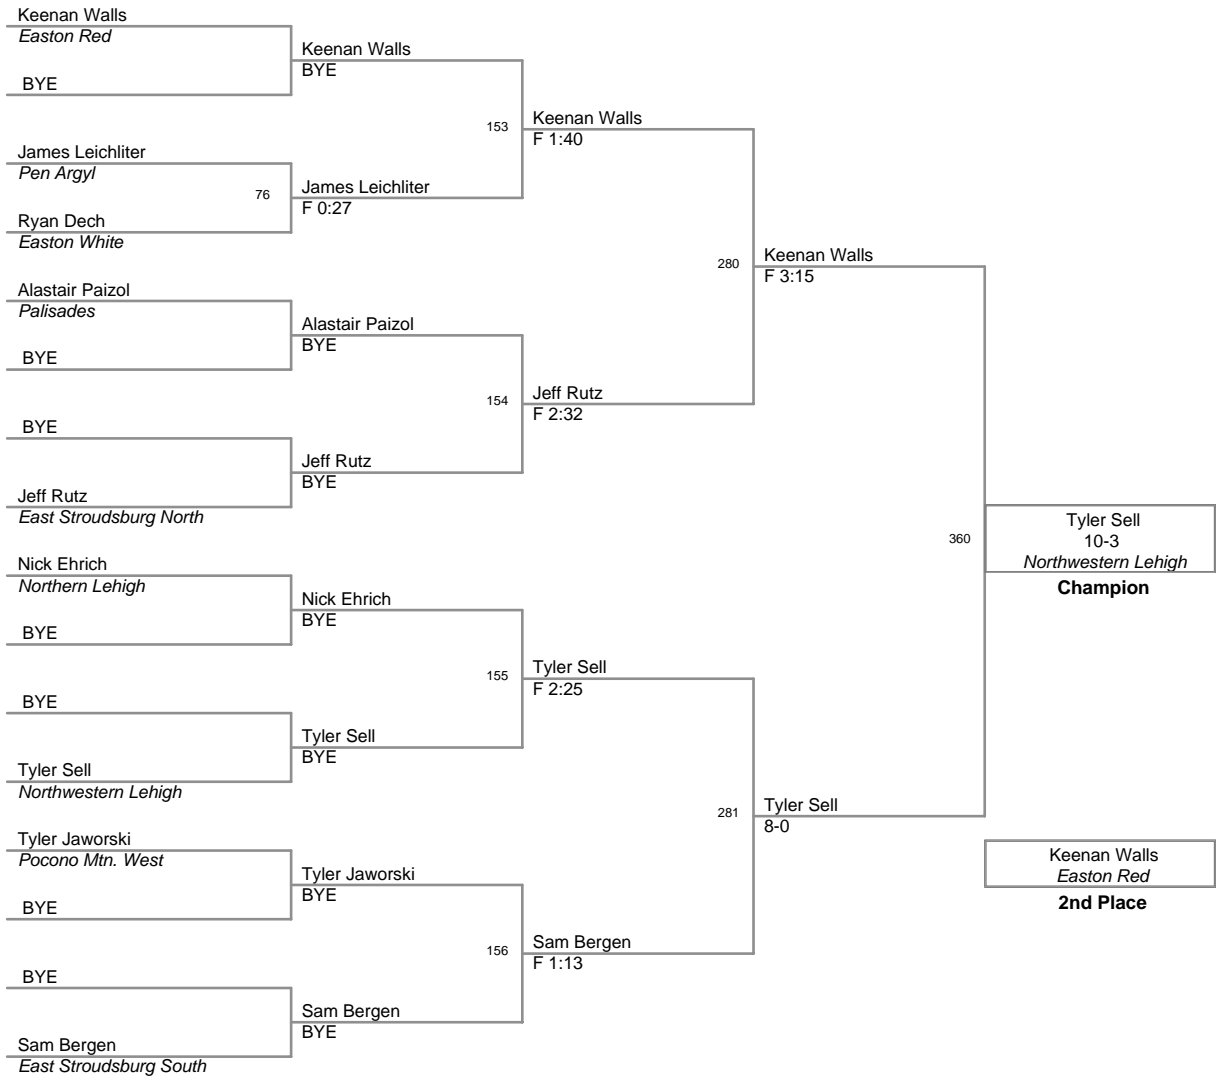 Keenan Walls
Easton Red
BYE
James Leichliter
Pen Argyl
76
Ryan Dech
Easton White
Alastair Paizol
Palisades
BYE
BYE
Jeff Rutz
East Stroudsburg North
Nick Ehrich
Northern Lehigh
BYE
BYE
Tyler Sell
Northwestern Lehigh
Tyler Jaworski
Pocono Mtn. West
BYE
BYE
Sam Bergen
East Stroudsburg South
Keenan Walls
BYE
153
James Leichliter
F 0:27
Alastair Paizol
BYE
154
Jeff Rutz
BYE
Nick Ehrich
BYE
155
Tyler Sell
BYE
Tyler Jaworski
BYE
156
Sam Bergen
BYE
Keenan Walls
F 1:40
280
Jeff Rutz
F 2:32
Tyler Sell
F 2:25
281
Sam Bergen
F 1:13
Keenan Walls
F 3:15
360
Tyler Sell
8-0
Tyler Sell
10-3
Northwestern Lehigh
Champion
Keenan Walls
Easton Red
2nd Place